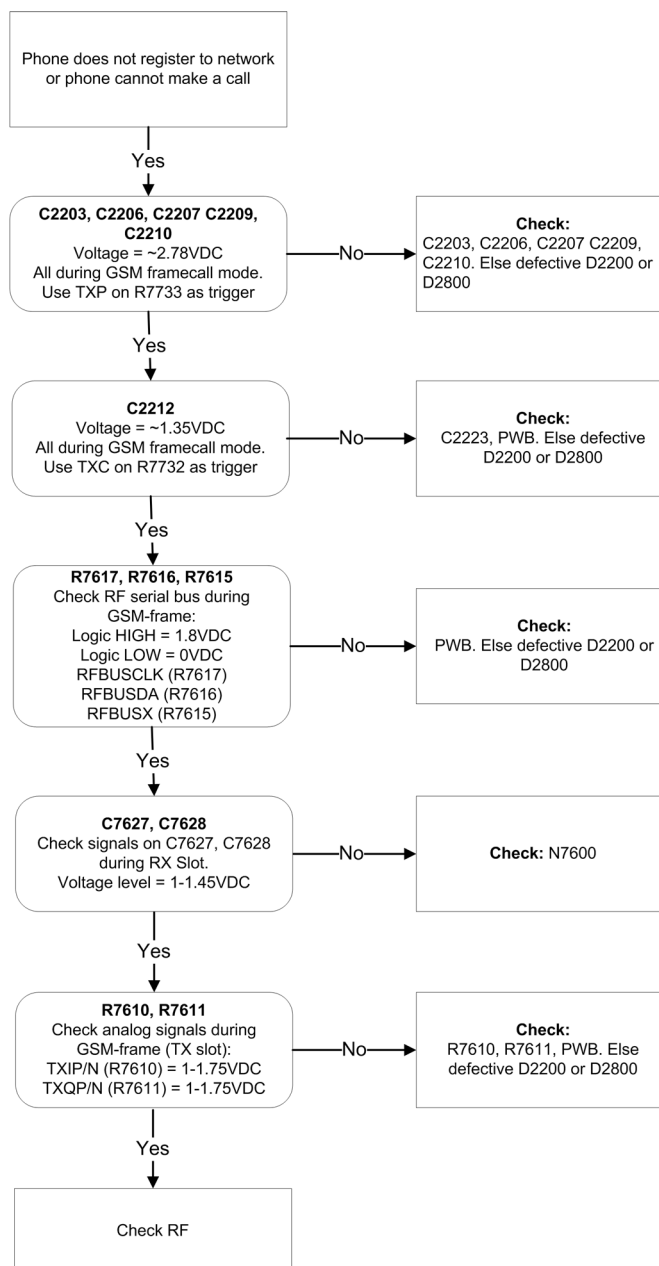 Phone does not register to network
or phone cannot make a call
Yes
C2203, C2206, C2207 C2209,
C2210
Voltage = ~2.78VDC
All during GSM framecall mode.
Use TXP on R7733 as trigger
No
Check:
C2203, C2206, C2207 C2209,
C2210. Else defective D2200 or
D2800
Yes
C2212
Voltage = ~1.35VDC
All during GSM framecall mode.
Use TXC on R7732 as trigger
No
Check:
C2223, PWB. Else defective
D2200 or D2800
Yes
R7617, R7616, R7615
Check RF serial bus during
GSM-frame:
Logic HIGH = 1.8VDC
Logic LOW = 0VDC
RFBUSCLK (R7617)
RFBUSDA (R7616)
RFBUSX (R7615)
No
Check:
PWB. Else defective D2200 or
D2800
Yes
C7627, C7628
Check signals on C7627, C7628
during RX Slot.
Voltage level = 1-1.45VDC
No
Check: N7600
Yes
R7610, R7611
Check analog signals during
GSM-frame (TX slot):
TXIP/N (R7610) = 1-1.75VDC
TXQP/N (R7611) = 1-1.75VDC
No
Check:
R7610, R7611, PWB. Else
defective D2200 or D2800
Yes
Check RF